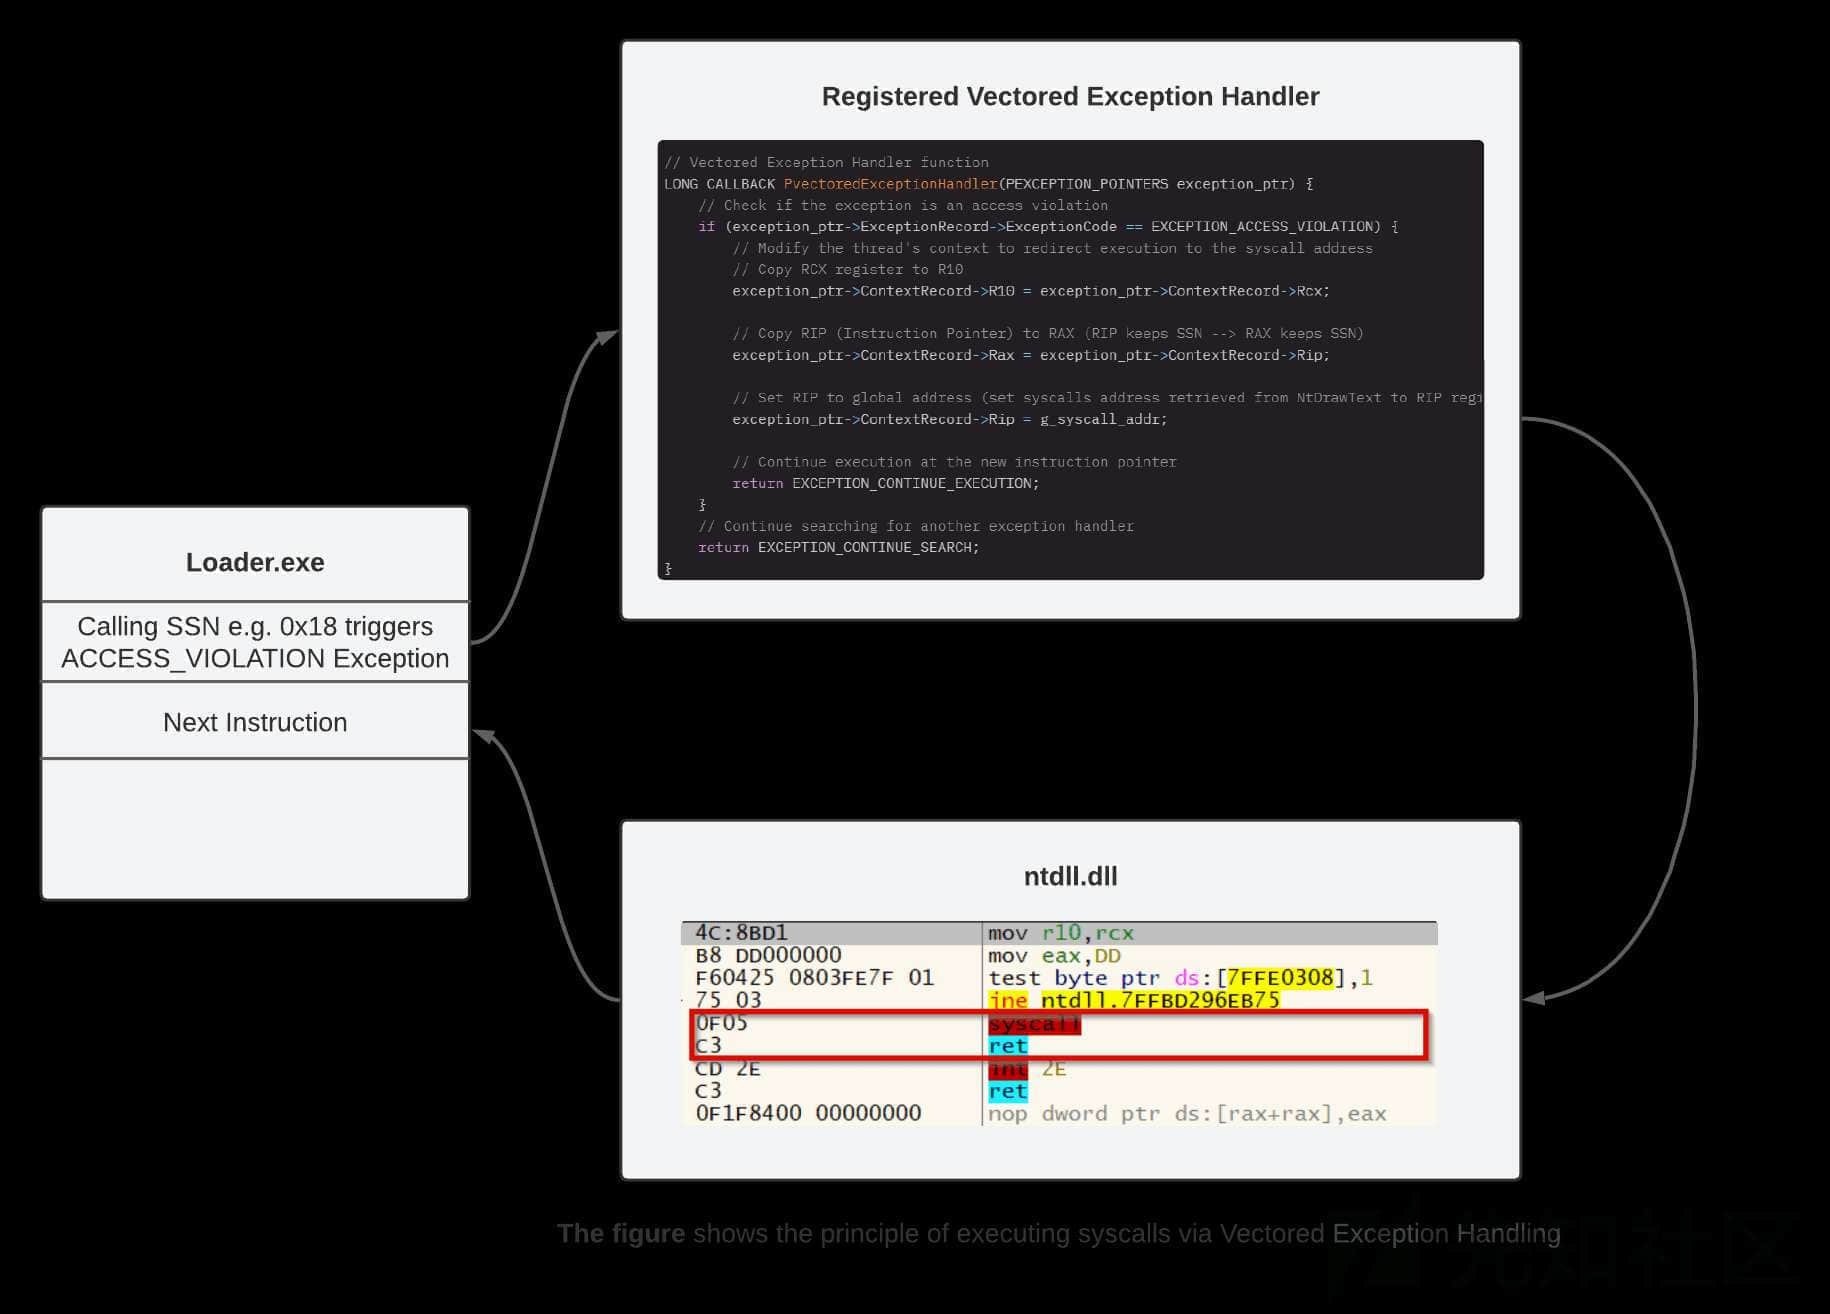 Registered Vectored Exception Handler
// Vectored Exception Handler function
LONG CALLBACK PvectoredExceptionHandler(PEXCEPTION_POINTERS exception_ptr) {
// Check if the exception is an access violation
if (exception_ptr->ExceptionRecord->ExceptionCode == EXCEPTION_ACCESS_VIOLATION) {
// Modify the thread's context to redirect execution to the syscall address
// Copy RCX register to R10
exception_ptr->ContextRecord->R10 = exception_ptr->ContextRecord->Rcx;
// Copy RIP (Instruction Pointer) to RAX (RIP keeps SSN --> RAX keeps SSN)
exception_ptr->ContextRecord->Rax = exception_ptr->ContextRecord->Rip;
// Set RIP to global address (set syscalls address retrieved from NtDrawText to RIP regi
exception_ptr->ContextRecord->Rip = g_syscall_addr;
// Continue execution at the new instruction pointer
return EXCEPTION_CONTINUE_EXECUTION;
}
// Continue searching for another exception handler
return EXCEPTION_CONTINUE_SEARCH;
}
Loader.exe
Calling SSN e.g. 0x18 triggers
ACCESS_VIOLATION Exception
Next Instruction
ntdll.dll
4C:8BD1 mov r10,rcx
B8 DD000000 mov eax,DD
F60425 0803FE7F 01 test byte ptr ds:[7FFE0308],1
75 03 jne ntdll.7FFBD296EB75
0F05 syscall
C3 ret
CD 2E int 2E
C3 ret
0F1F8400 00000000 nop dword ptr ds:[rax+rax],eax
The figure shows the principle of executing syscalls via Vectored Exception Handling
先知社区